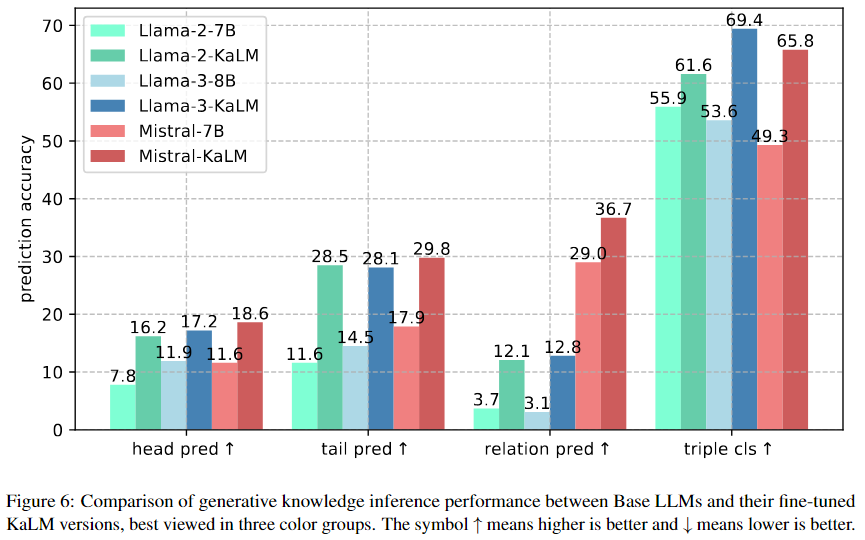 70
60
50
40
30
20
10
0
prediction accuracy
Llama-2-7B
Llama-2-KaLM
Llama-3-8B
Llama-3-KaLM
Mistral-7B
Mistral-KaLM
7.8
16.2
11.9
17.2
11.6
18.6
11.6
28.5
14.5
28.1
17.9
29.8
3.7
12.1
3.1
12.8
29.0
36.7
55.9
61.6
53.6
69.4
49.3
65.8
head pred ↑
tail pred ↑
relation pred ↑
triple cls ↑
Figure 6: Comparison of generative knowledge inference performance between Base LLMs and their fine-tuned
KaLM versions, best viewed in three color groups. The symbol ↑ means higher is better and ↓ means lower is better.